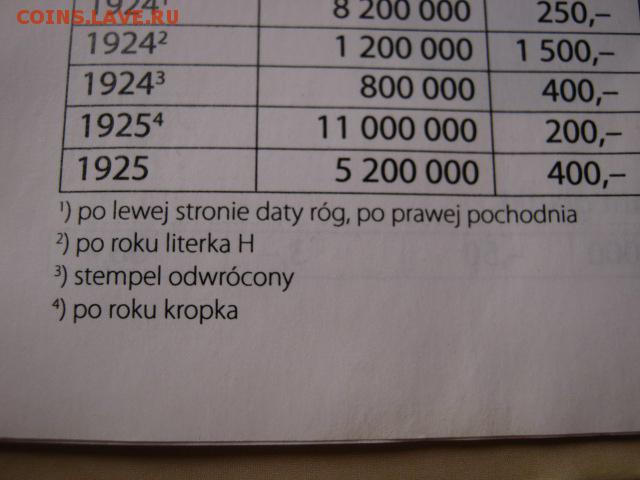 COINS.LAVE.RU
1924¹ 8 200 000 250,–
1924² 1 200 000 1 500,–
1924³ 800 000 400,–
1925⁴ 11 000 000 200,–
1925 5 200 000 400,–
¹) po lewej stronie daty róg, po prawej pochodnia
²) po roku literka H
³) stempel odwrócony
⁴) po roku kropka